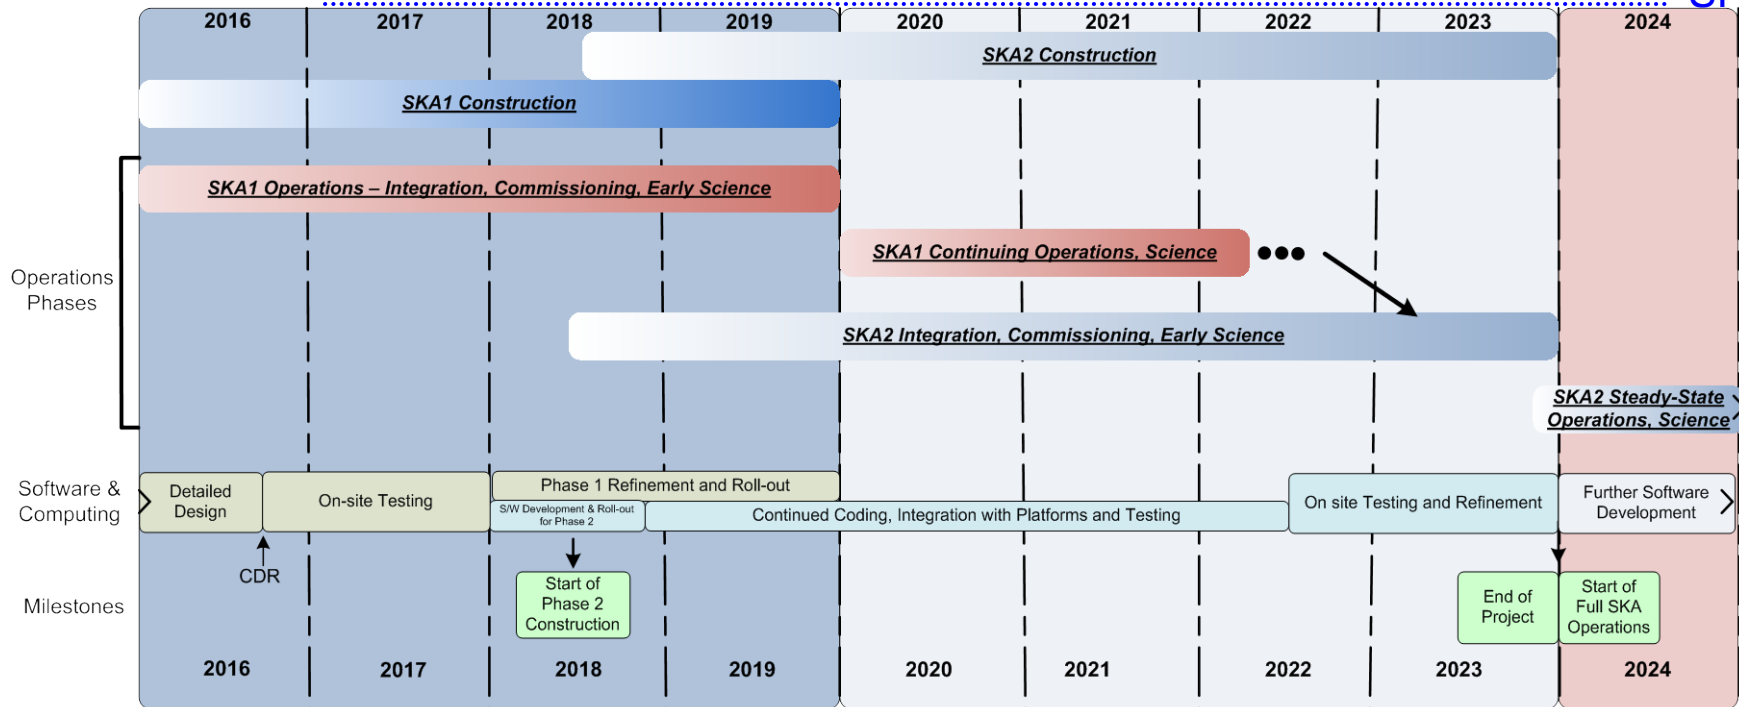 2016 2017 2018 2019 2020 2021 2022 2023 2024
SKA2 Construction
SKA1 Construction
SKA1 Operations – Integration, Commissioning, Early Science
SKA1 Continuing Operations, Science
Operations
Phases
SKA2 Integration, Commissioning, Early Science
SKA2 Steady-State
Operations, Science
Software &
Computing
Detailed
Design
On-site Testing
Phase 1 Refinement and Roll-out
S/W Development & Roll-out
for Phase 2
Continued Coding, Integration with Platforms and Testing
On site Testing and Refinement
Further Software
Development
CDR
Milestones
Start of
Phase 2
Construction
End of
Project
Start of
Full SKA
Operations
2016 2017 2018 2019 2020 2021 2022 2023 2024